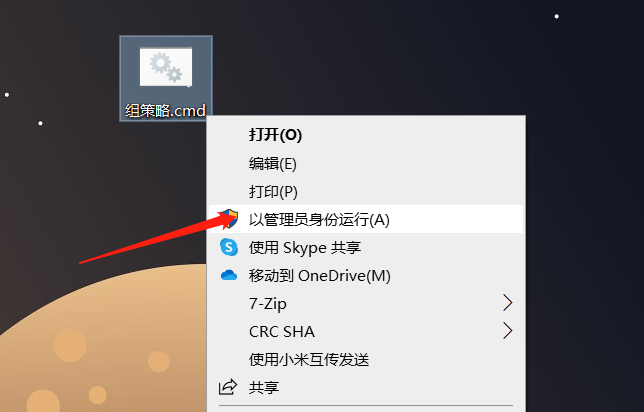 组策略.cmd
打开(O)
编辑(E)
打印(P)
以管理员身份运行(A)
使用 Skype 共享
移动到 OneDrive(M)
7-Zip
CRC SHA
使用小米互传发送
共享